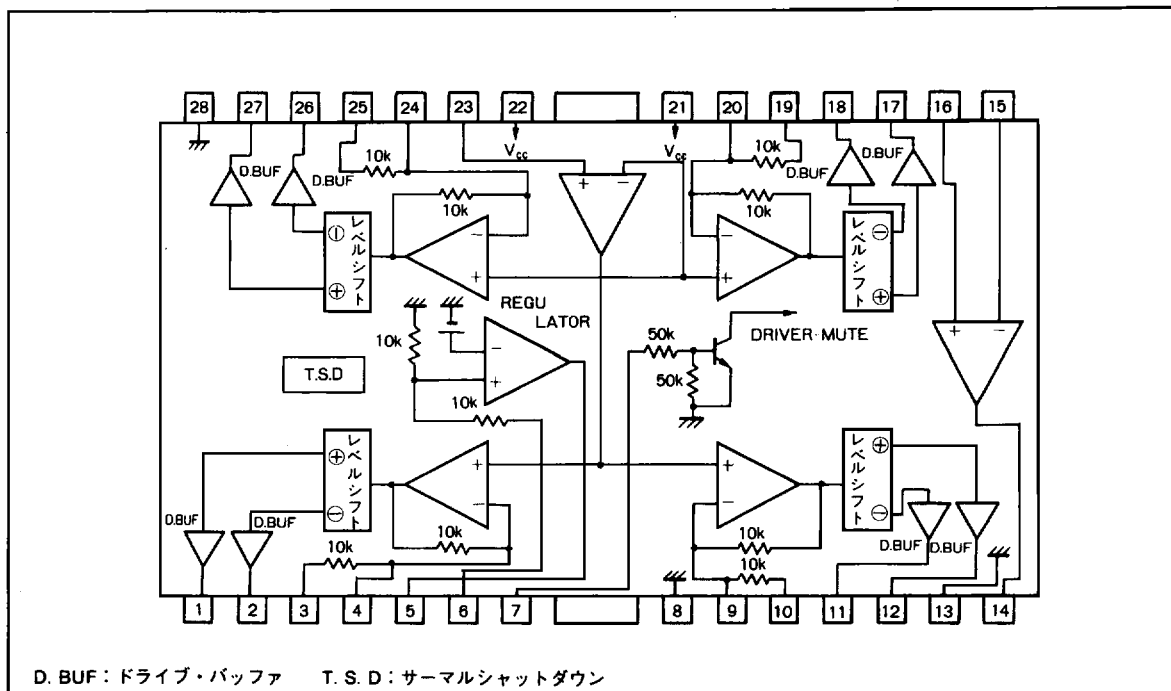 28 27 26 25 24 23 22 21 20 19 18 17 16 15
Vcc Vcc
10k 10k
D.BUF D.BUF D.BUF D.BUF
10k 10k
+ −
− −
+ +
レベルシフト
⊖
⊕
レベルシフト
⊖
⊕
REGU
LATOR
10k
−
+
50k
50k
DRIVER MUTE
+ −
T.S.D
10k
レベルシフト
⊕
⊖
+ +
− −
レベルシフト
⊕
⊖
D.BUF D.BUF
10k 10k
10k 10k
D.BUF D.BUF
1 2 3 4 5 6 7 8 9 10 11 12 13 14
D. BUF：ドライブ・バッファ T. S. D：サーマルシャットダウン